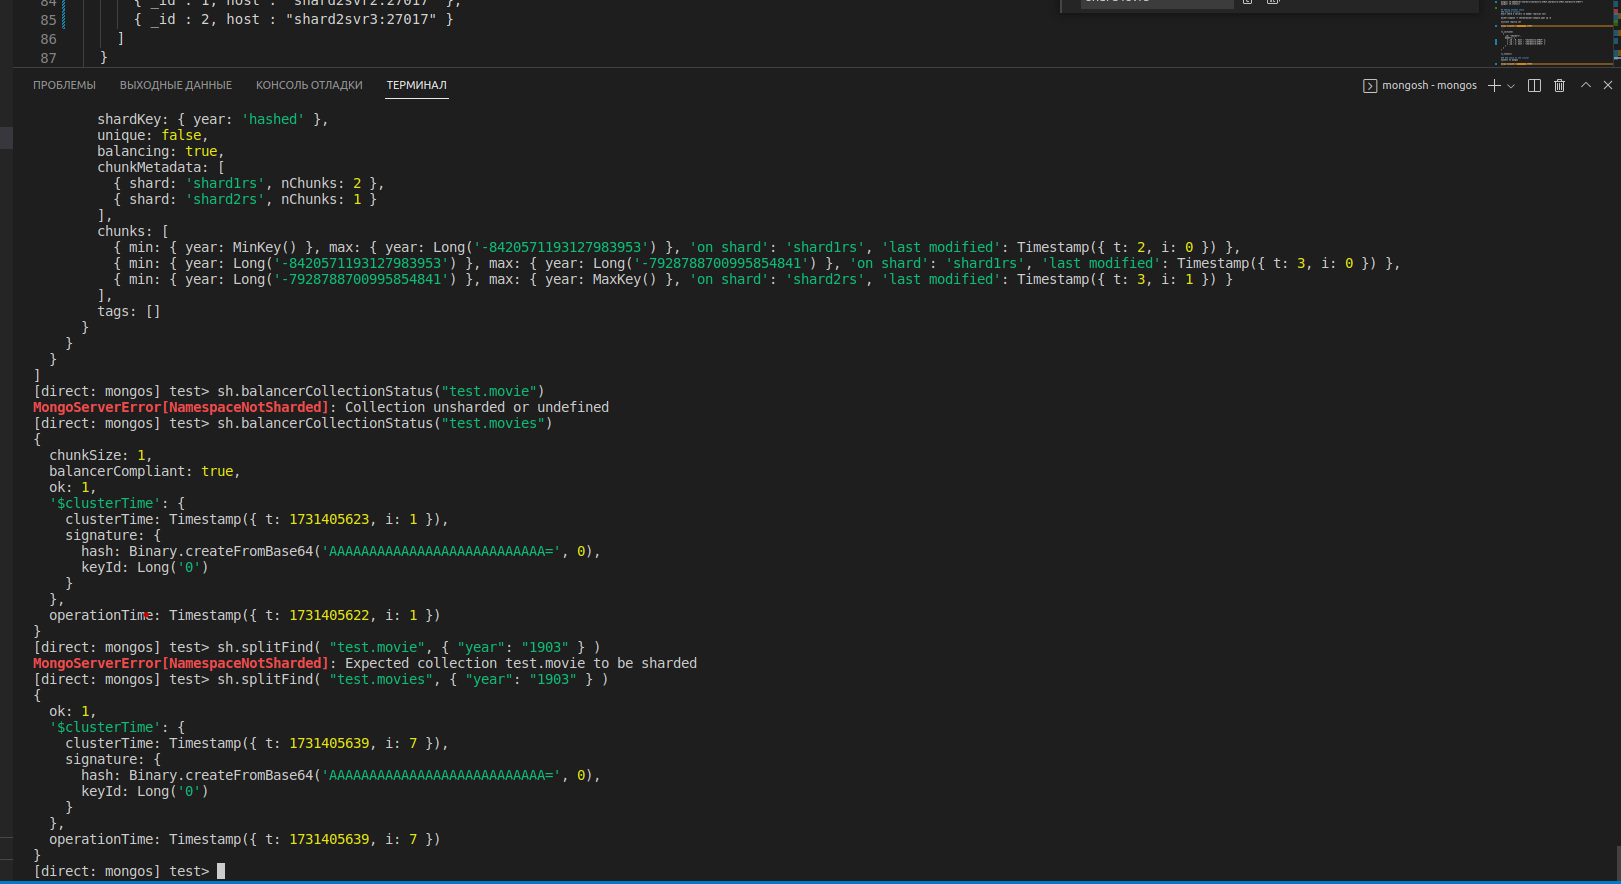 84 { _id : 1, host : "shard2svr2:27017" },
85 { _id : 2, host : "shard2svr3:27017" }
86 ]
87 }
ПРОБЛЕМЫ ВЫХОДНЫЕ ДАННЫЕ КОНСОЛЬ ОТЛАДКИ ТЕРМИНАЛ mongosh - mongos
shardKey: { year: 'hashed' },
unique: false,
balancing: true,
chunkMetadata: [
{ shard: 'shard1rs', nChunks: 2 },
{ shard: 'shard2rs', nChunks: 1 }
],
chunks: [
{ min: { year: MinKey() }, max: { year: Long('-8420571193127983953') }, 'on shard': 'shard1rs', 'last modified': Timestamp({ t: 2, i: 0 }) },
{ min: { year: Long('-8420571193127983953') }, max: { year: Long('-7928788700995854841') }, 'on shard': 'shard1rs', 'last modified': Timestamp({ t: 3, i: 0 }) },
{ min: { year: Long('-7928788700995854841') }, max: { year: MaxKey() }, 'on shard': 'shard2rs', 'last modified': Timestamp({ t: 3, i: 1 }) }
],
tags: []
}
}
}
]
[direct: mongos] test> sh.balancerCollectionStatus("test.movie")
MongoServerError[NamespaceNotSharded]: Collection unsharded or undefined
[direct: mongos] test> sh.balancerCollectionStatus("test.movies")
{
chunkSize: 1,
balancerCompliant: true,
ok: 1,
'$clusterTime': {
clusterTime: Timestamp({ t: 1731405623, i: 1 }),
signature: {
hash: Binary.createFromBase64('AAAAAAAAAAAAAAAAAAAAAAAAAAA=', 0),
keyId: Long('0')
}
},
operationTime: Timestamp({ t: 1731405622, i: 1 })
}
[direct: mongos] test> sh.splitFind( "test.movie", { "year": "1903" } )
MongoServerError[NamespaceNotSharded]: Expected collection test.movie to be sharded
[direct: mongos] test> sh.splitFind( "test.movies", { "year": "1903" } )
{
ok: 1,
'$clusterTime': {
clusterTime: Timestamp({ t: 1731405639, i: 7 }),
signature: {
hash: Binary.createFromBase64('AAAAAAAAAAAAAAAAAAAAAAAAAAA=', 0),
keyId: Long('0')
}
},
operationTime: Timestamp({ t: 1731405639, i: 7 })
}
[direct: mongos] test>